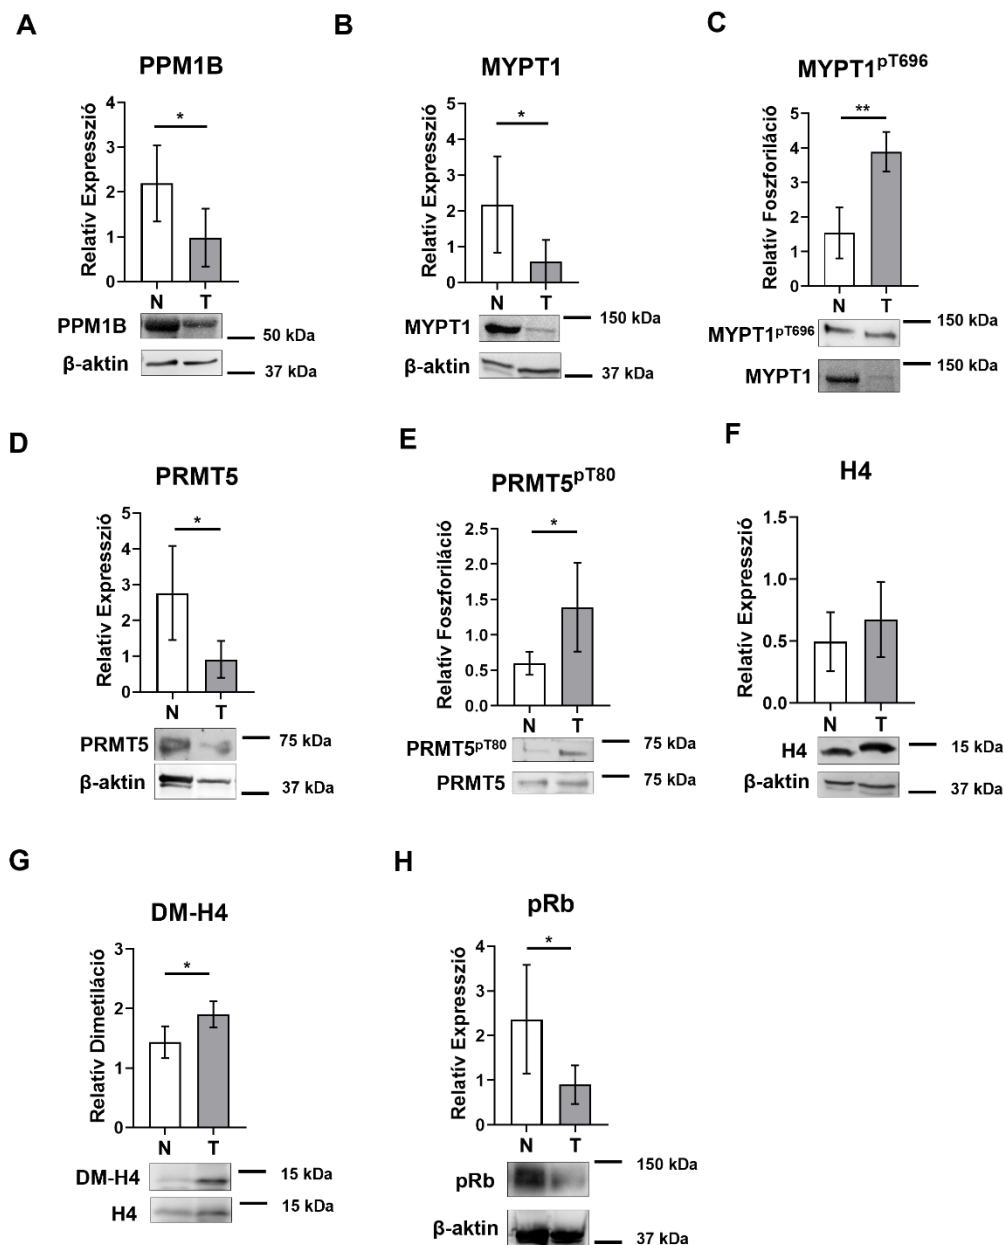 A
PPM1B
Relatív Expresszió
4
3
2
1
0
*
N T
PPM1B
50 kDa
β-aktin
37 kDa
B
MYPT1
Relatív Expresszió
5
4
3
2
1
0
*
N T
MYPT1
150 kDa
β-aktin
37 kDa
C
MYPT1pT696
Relatív Foszforiláció
5
4
3
2
1
0
**
N T
MYPT1pT696
150 kDa
MYPT1
150 kDa
D
PRMT5
Relatív Expresszió
5
4
3
2
1
0
*
N T
PRMT5
75 kDa
β-aktin
37 kDa
E
PRMT5pT80
Relatív Foszforiláció
2.5
2.0
1.5
1.0
0.5
0.0
*
N T
PRMT5pT80
75 kDa
PRMT5
75 kDa
F
H4
Relatív Expresszió
1.5
1.0
0.5
0.0
N T
H4
15 kDa
β-aktin
37 kDa
G
DM-H4
Relatív Dimetiláció
3
2
1
0
*
N T
DM-H4
15 kDa
H4
15 kDa
H
pRb
Relatív Expresszió
4
3
2
1
0
*
N T
pRb
150 kDa
β-aktin
37 kDa